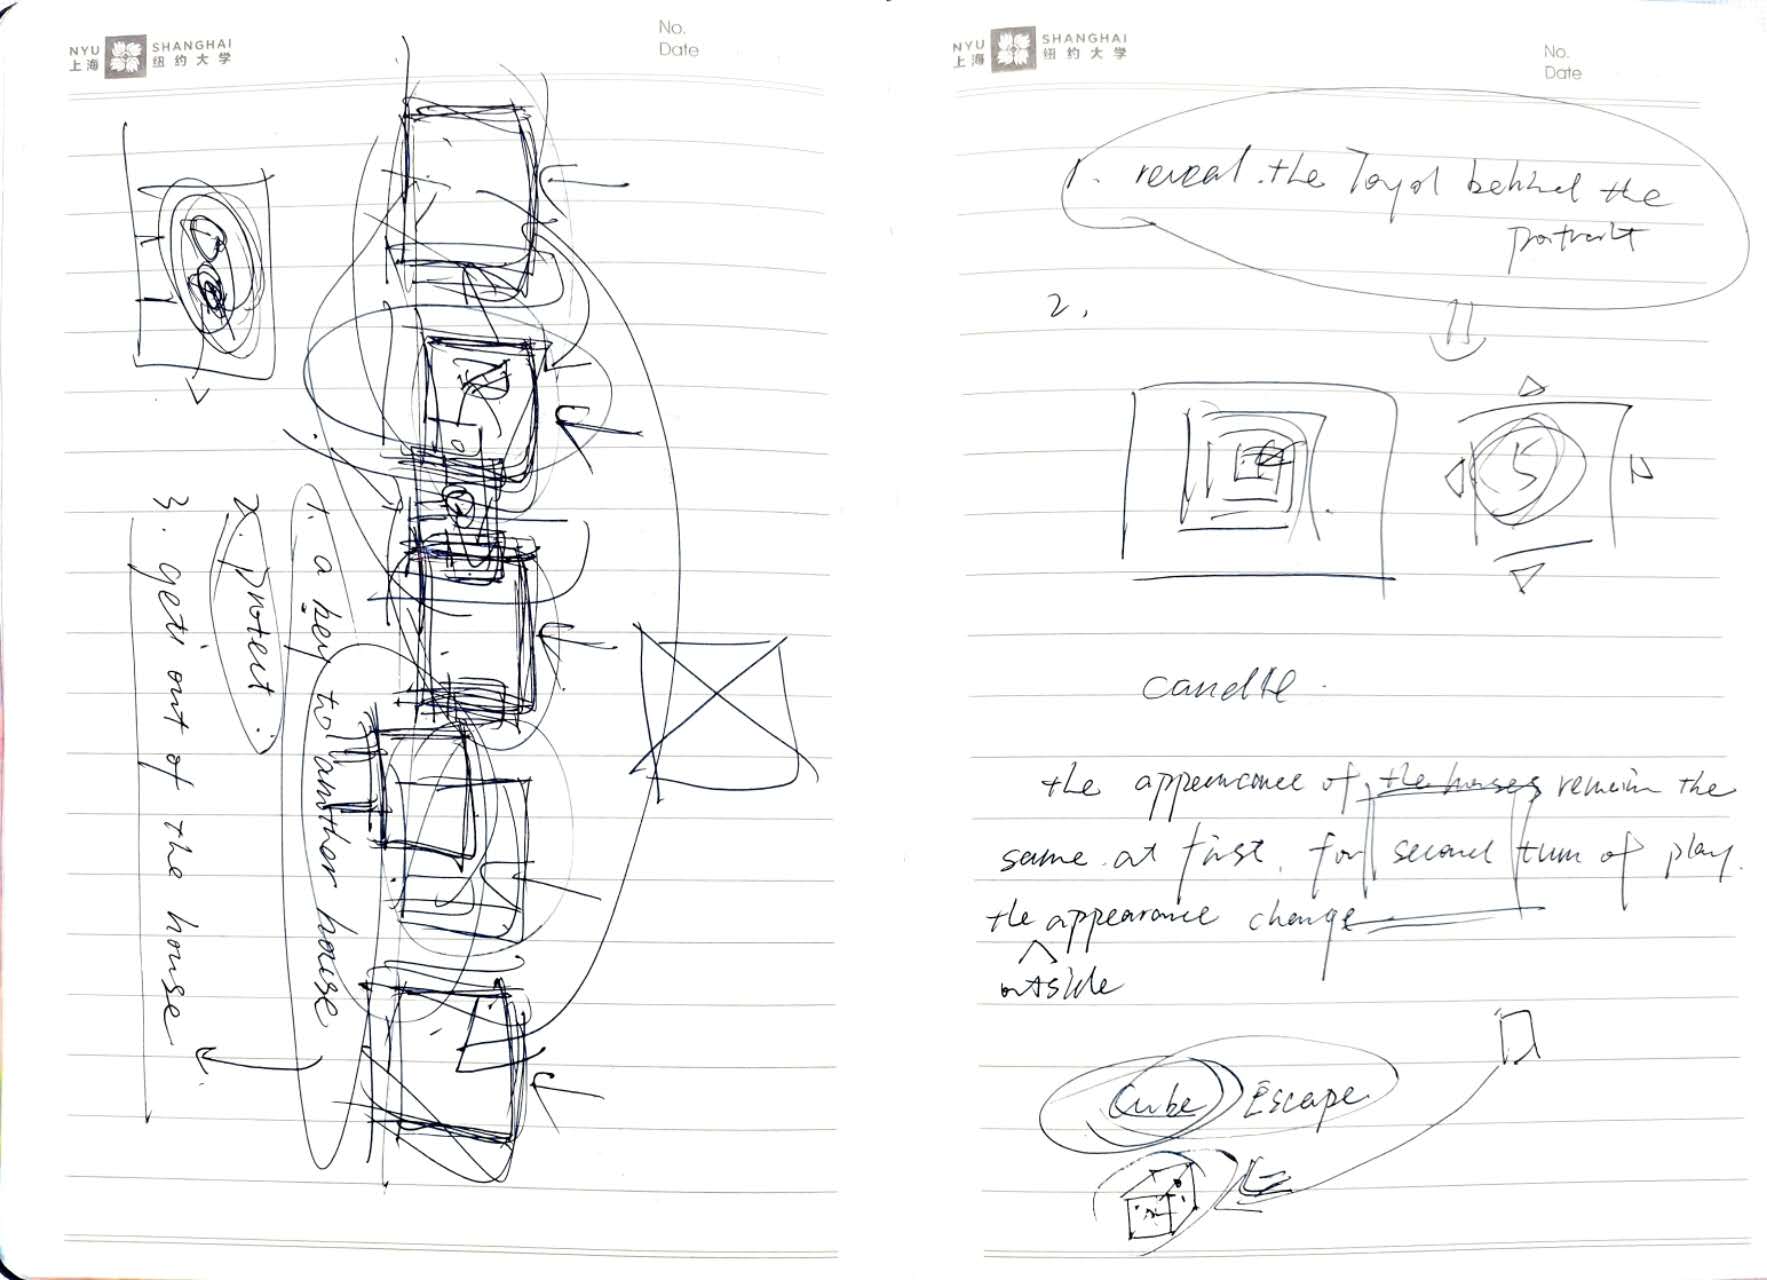 NYU SHANGHAI
上海 纽约大学
No.
Date
1. a key to another house
2. protect.
3. get out of the house
NYU SHANGHAI
上海 纽约大学
No.
Date
1. reveal the behind the
portrait
2.
5
candle.
the appearance of the houses remain the
same at first. for second turn of play.
the appearance change
outside
Cube Escape